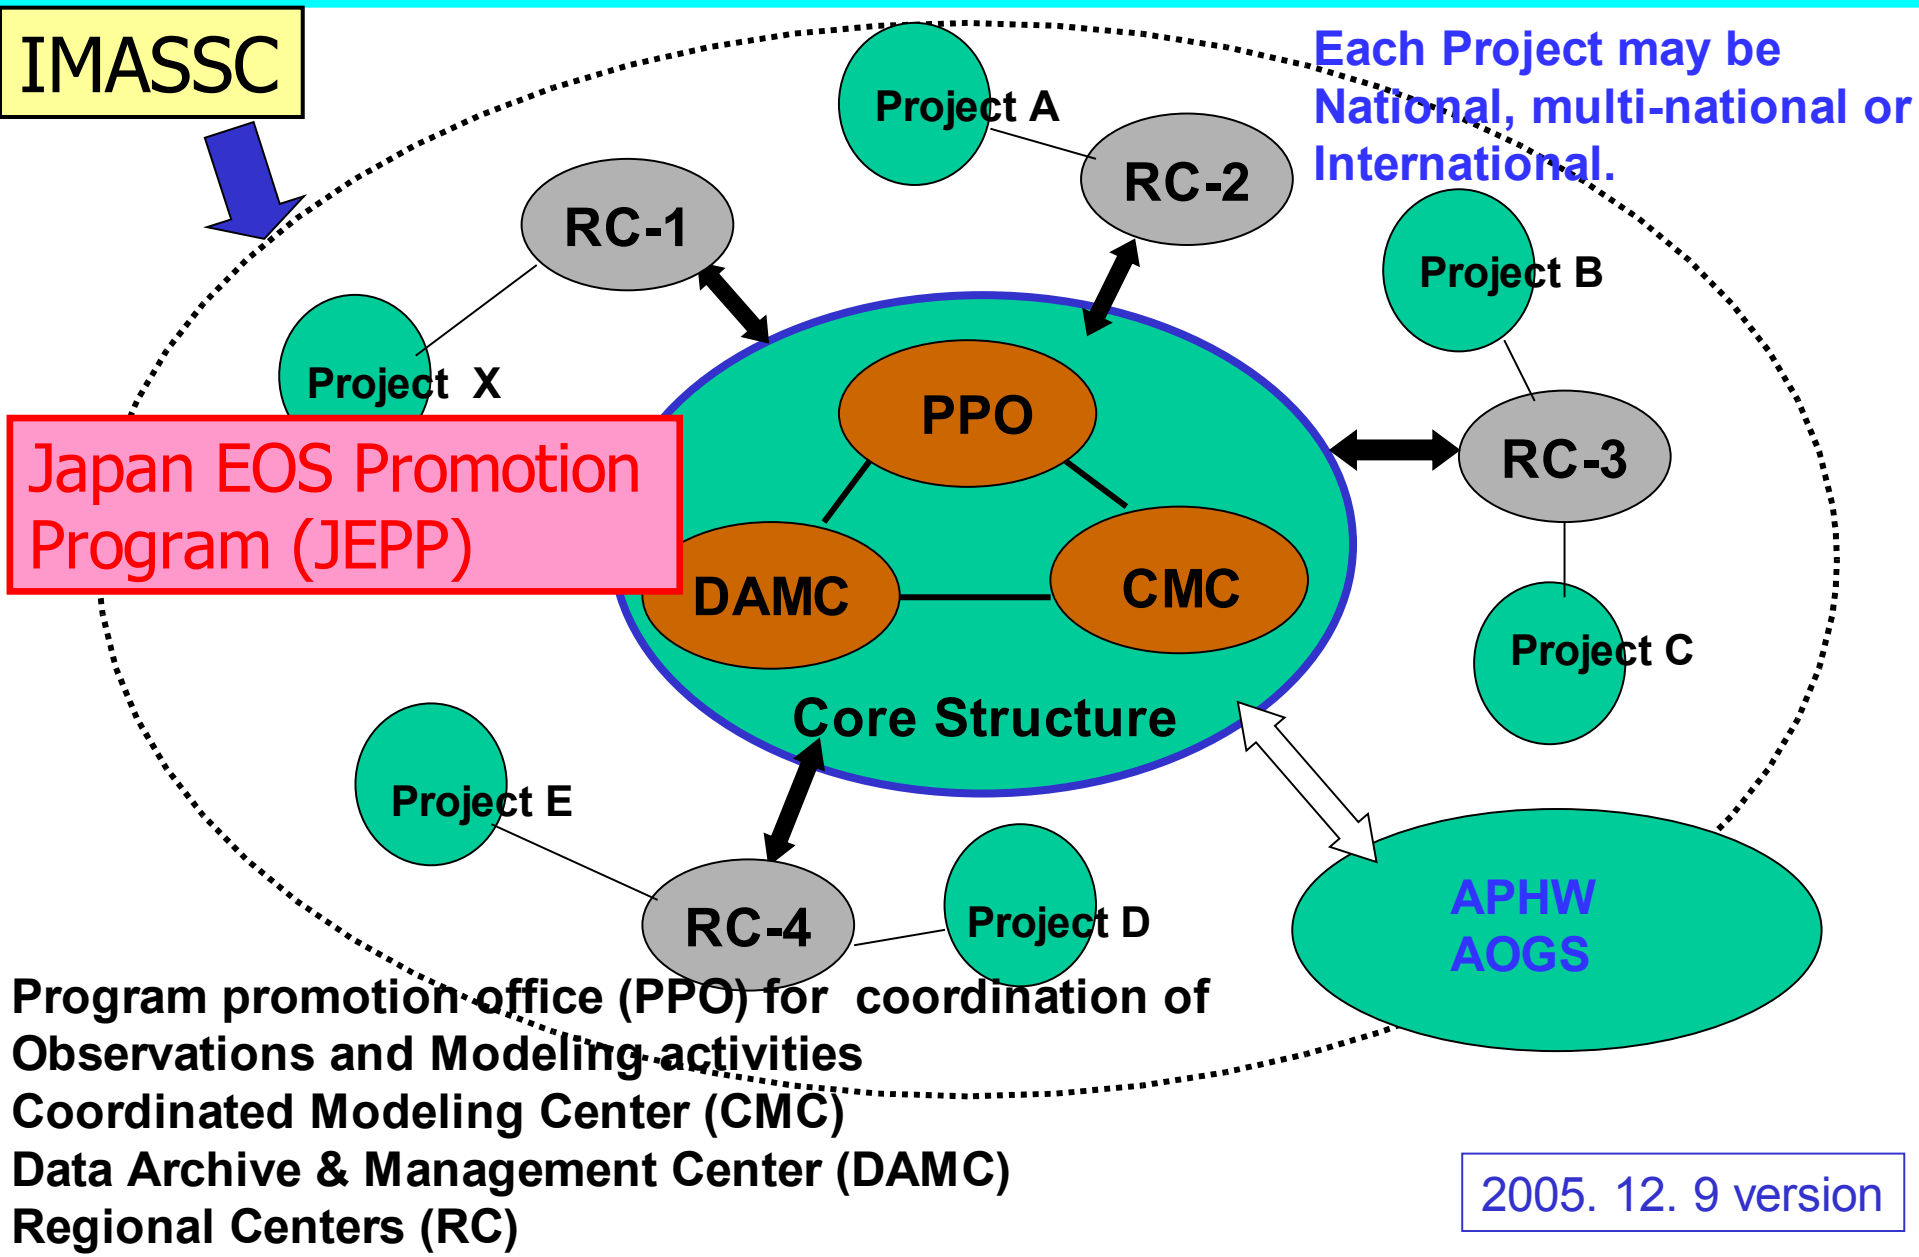 IMASSC
Each Project may be
National, multi-national or
International.
Project A
RC-2
RC-1
Project B
Project X
PPO
RC-3
Japan EOS Promotion
Program (JEPP)
DAMC
CMC
Project C
Core Structure
Project E
APHW
AOGS
RC-4
Project D
Program promotion office (PPO) for coordination of
Observations and Modeling activities
Coordinated Modeling Center (CMC)
Data Archive & Management Center (DAMC)
Regional Centers (RC)
2005. 12. 9 version